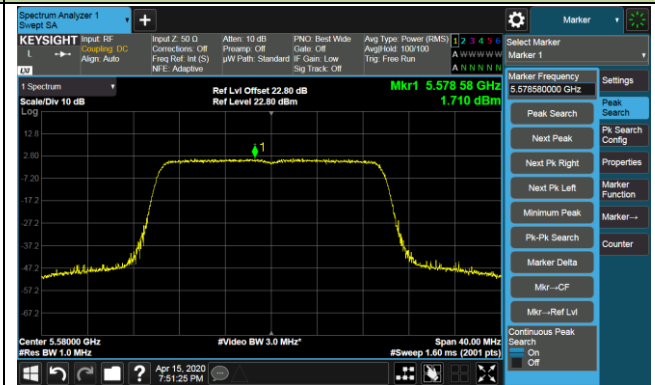 Spectrum Analyzer 1
Swept SA
+
Marker
KEYSIGHT
L
LXI
Input: RF
Coupling: DC
Align: Auto
Input Z: 50 Ω
Corrections: Off
Freq Ref: Int (S)
NFE: Adaptive
Atten: 10 dB
Preamp: Off
µW Path: Standard
PNO: Best Wide
Gate: Off
IF Gain: Low
Sig Track: Off
Avg Type: Power (RMS)
Avg|Hold: 100/100
Trig: Free Run
1 2 3 4 5 6
A W W W W W
A N N N N N
Select Marker
Marker 1
1 Spectrum
Scale/Div 10 dB
Log
Ref Lvl Offset 22.80 dB
Ref Level 22.80 dBm
Mkr1 5.578 58 GHz
1.710 dBm
1
12.8
2.80
-7.20
-17.2
-27.2
-37.2
-47.2
-57.2
-67.2
Center 5.58000 GHz
#Res BW 1.0 MHz
#Video BW 3.0 MHz*
Span 40.00 MHz
#Sweep 1.60 ms (2001 pts)
Marker Frequency
5.578580000 GHz
Peak Search
Next Peak
Next Pk Right
Next Pk Left
Minimum Peak
Pk-Pk Search
Marker Delta
Mkr→CF
Mkr→Ref Lvl
Continuous Peak
Search
On
Off
Settings
Peak
Search
Pk Search
Config
Properties
Marker
Function
Marker→
Counter
?
Apr 15, 2020
7:51:25 PM